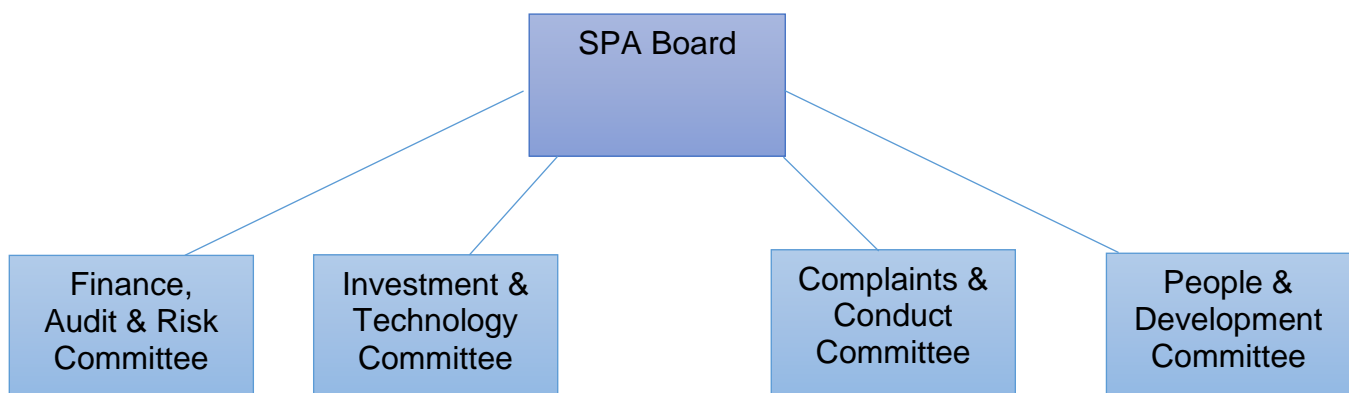 SPA Board
Finance,
Audit & Risk
Committee
Investment &
Technology
Committee
Complaints &
Conduct
Committee
People &
Development
Committee